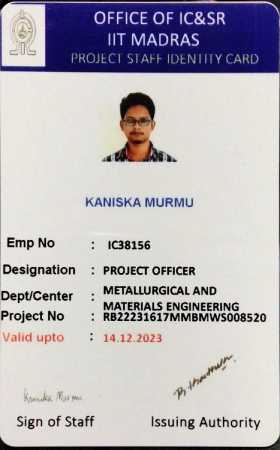 OFFICE OF IC&SR
IIT MADRAS
PROJECT STAFF IDENTITY CARD
KANISKA MURMU
Emp No : IC38156
Designation : PROJECT OFFICER
Dept/Center : METALLURGICAL AND
MATERIALS ENGINEERING
Project No : RB22231617MMBMWS008520
Valid upto : 14.12.2023
Kaniska Murmu
Sign of Staff Issuing Authority